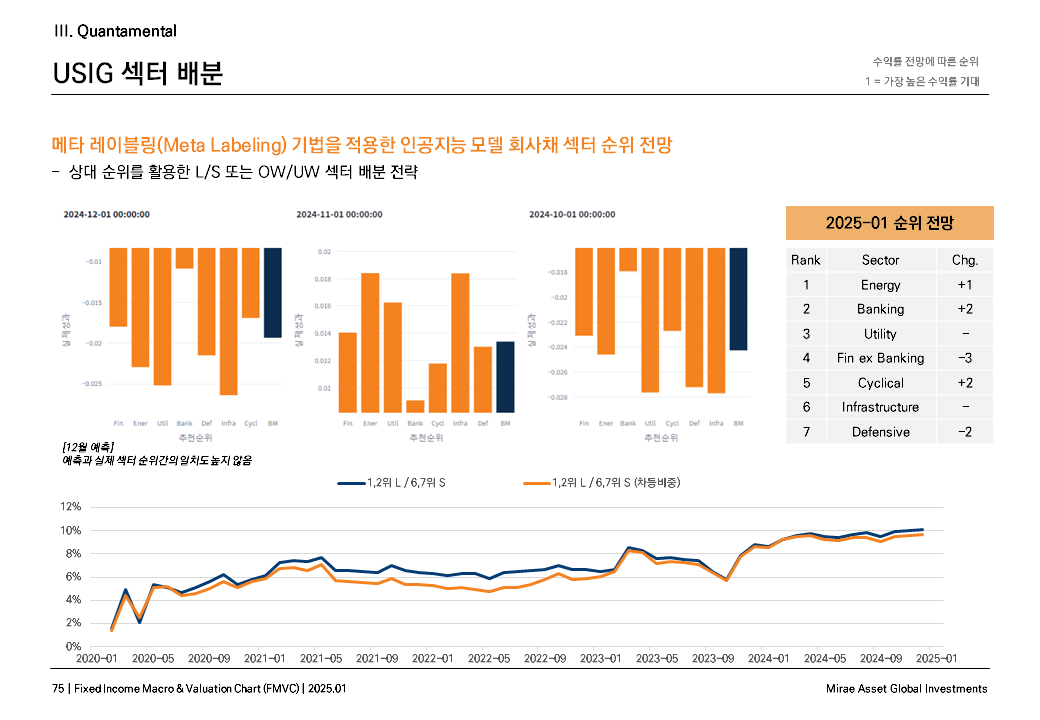 III. Quantamental
USIG 섹터 배분
수익률 전망에 따른 순위
1 = 가장 높은 수익률 기대
메타 레이블링(Meta Labeling) 기법을 적용한 인공지능 모델 회사채 섹터 순위 전망
- 상대 순위를 활용한 L/S 또는 OW/UW 섹터 배분 전략
2024-12-01 00:00:00
−0.01
−0.015
−0.02
−0.025
실제성과
Fin Ener Util Bank Def Infra Cycl BM
추천순위
2024-11-01 00:00:00
0.02
0.018
0.016
0.014
0.012
0.01
실제성과
Fin Ener Util Bank Cycl Infra Def BM
추천순위
2024-10-01 00:00:00
−0.018
−0.02
−0.022
−0.024
−0.026
−0.028
실제성과
Fin Ener Bank Util Cycl Def Infra BM
추천순위
2025-01 순위 전망
Rank Sector Chg.
1 Energy +1
2 Banking +2
3 Utility -
4 Fin ex Banking -3
5 Cyclical +2
6 Infrastructure -
7 Defensive -2
[12월 예측]
예측과 실제 섹터 순위간의 일치도 높지 않음
1,2위 L / 6,7위 S
1,2위 L / 6,7위 S (차등비중)
12%
10%
8%
6%
4%
2%
0%
2020-01 2020-05 2020-09 2021-01 2021-05 2021-09 2022-01 2022-05 2022-09 2023-01 2023-05 2023-09 2024-01 2024-05 2024-09 2025-01
75 | Fixed Income Macro & Valuation Chart (FMVC) | 2025.01
Mirae Asset Global Investments